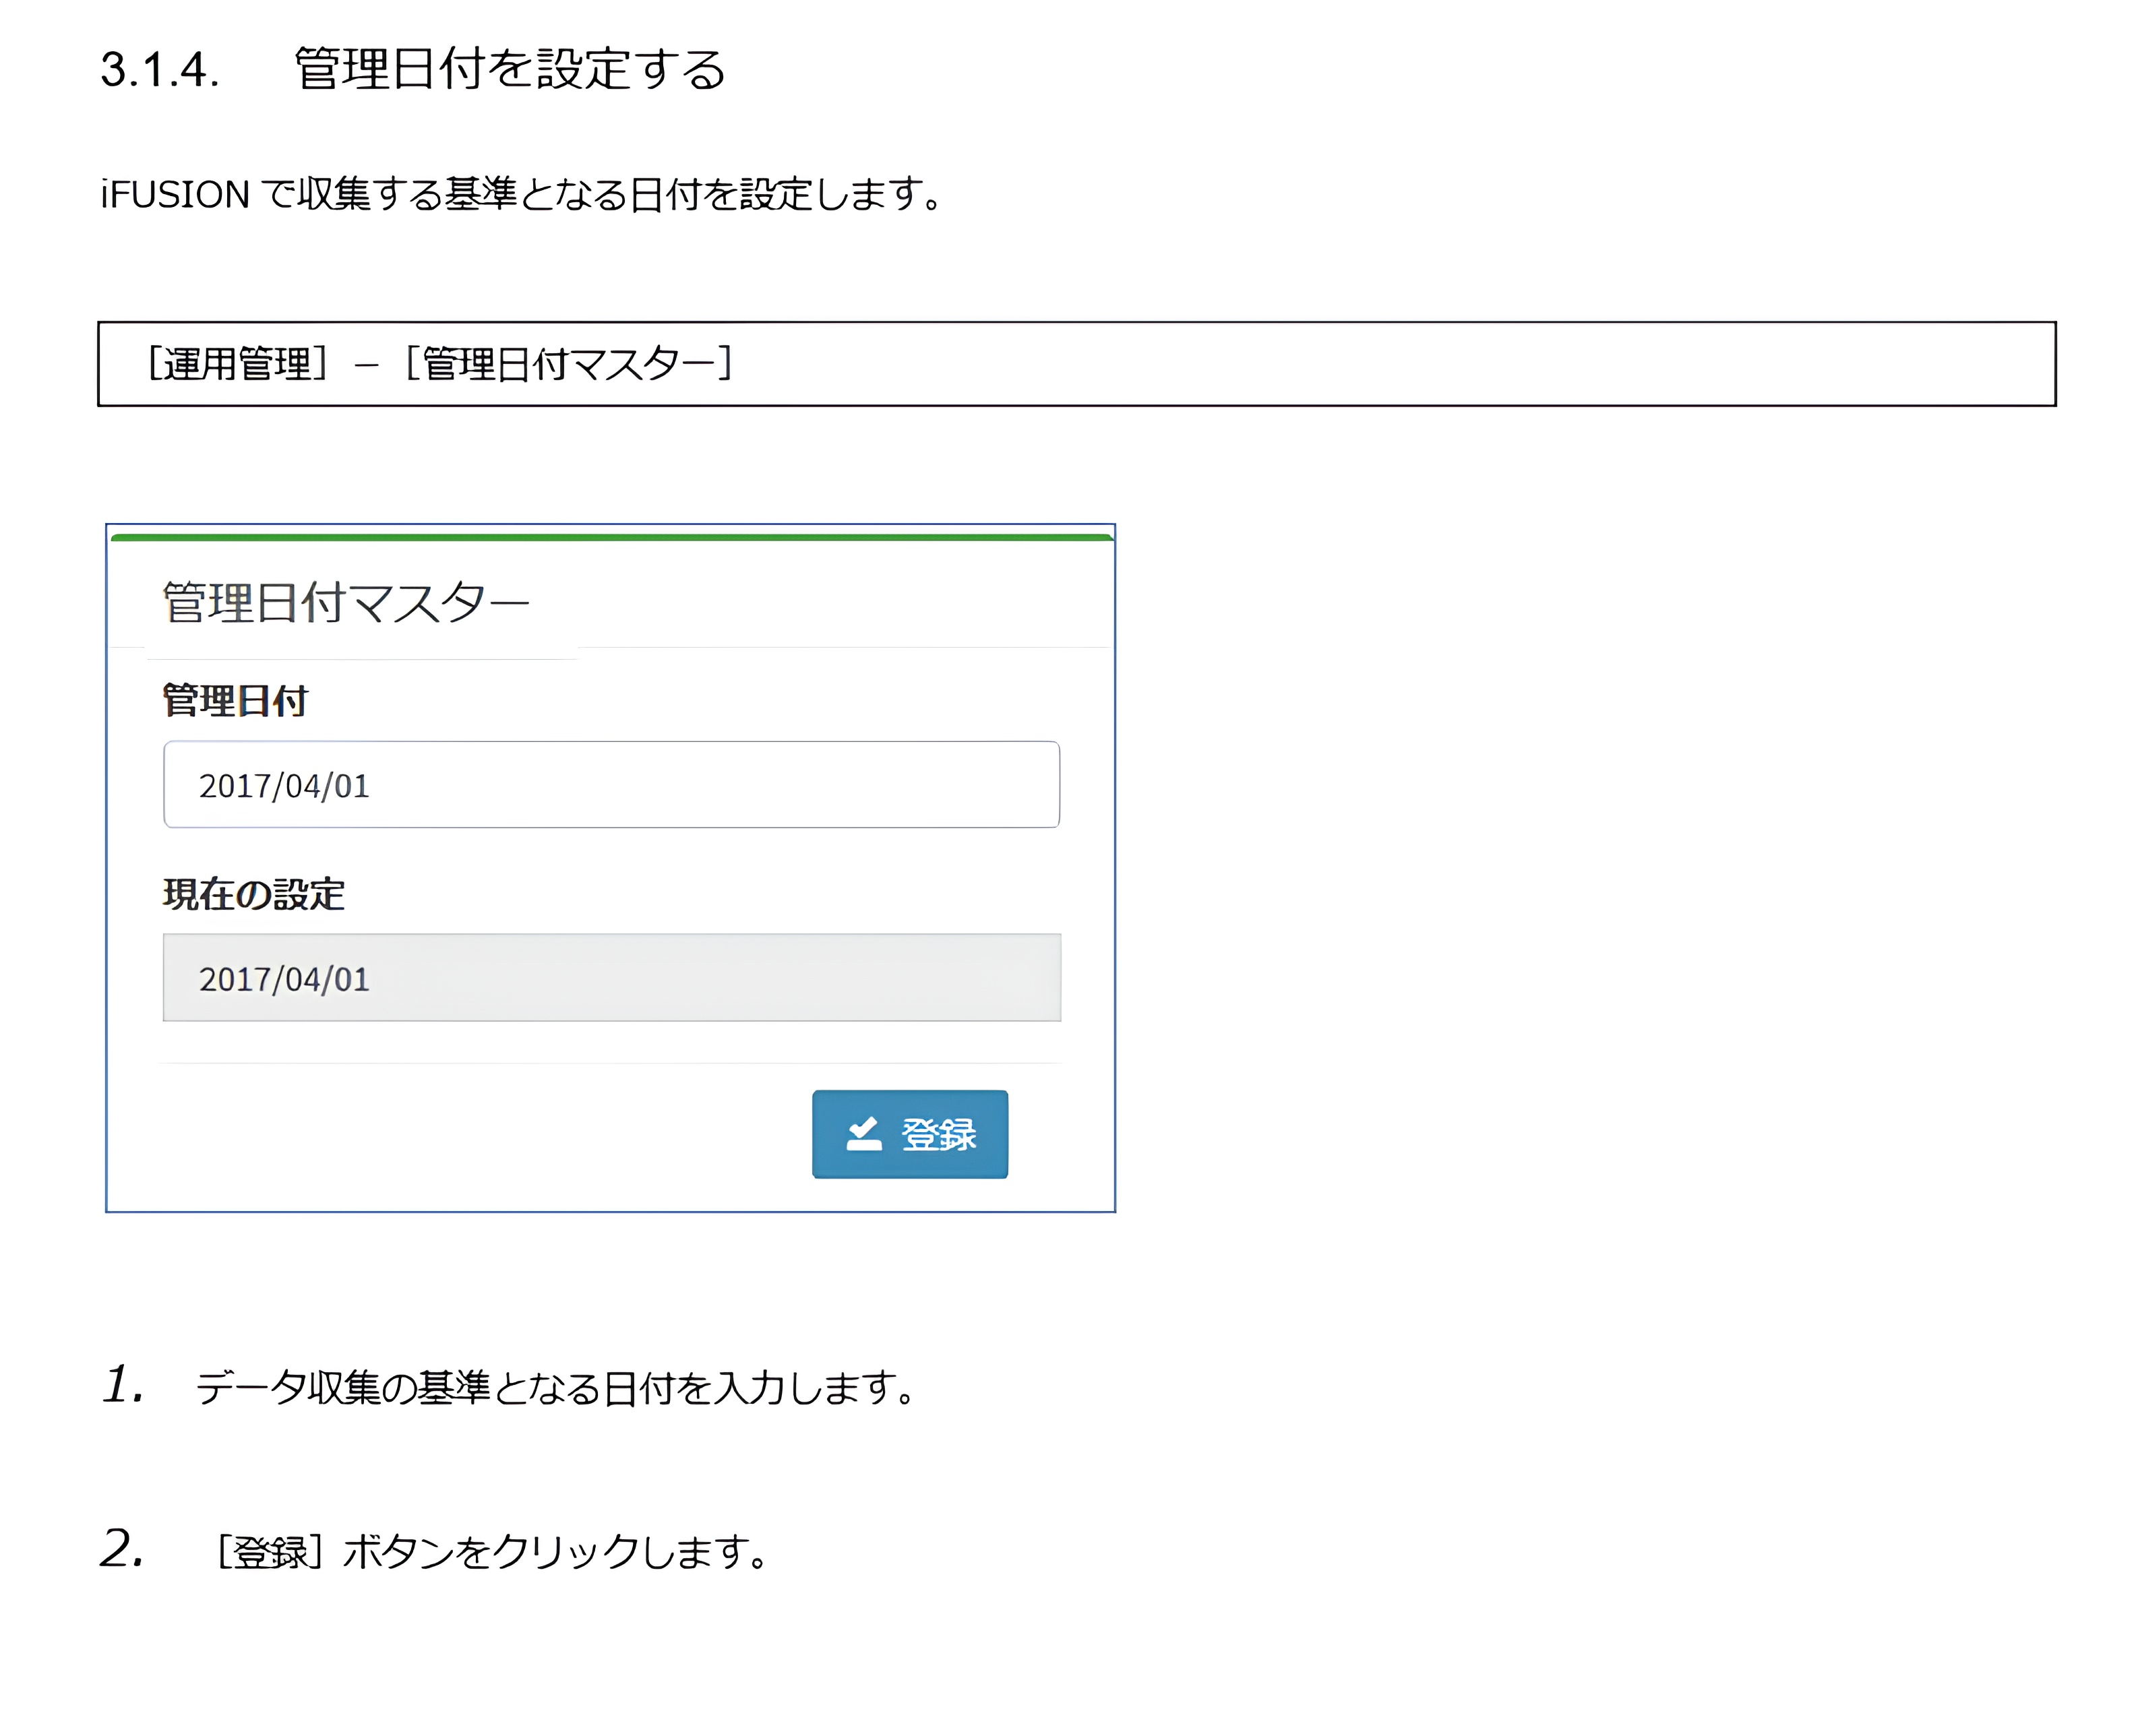 3.1.4. 管理日付を設定する
iFUSION で収集する基準となる日付を設定します。
[運用管理] － [管理日付マスター]
管理日付マスター
管理日付
2017/04/01
現在の設定
2017/04/01
登録
1. データ収集の基準となる日付を入力します。
2. [登録] ボタンをクリックします。